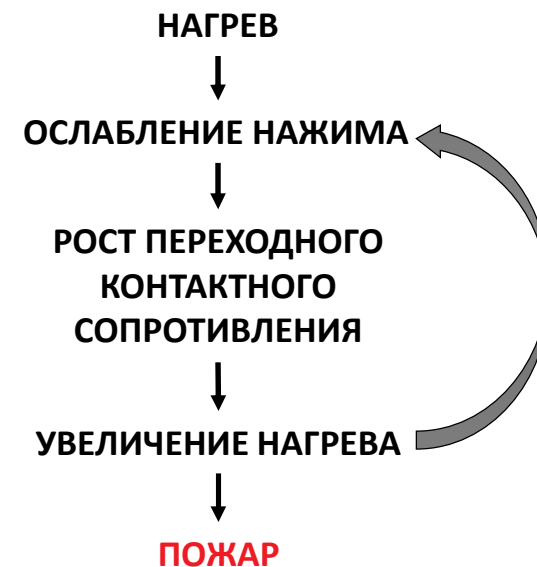 НАГРЕВ
ОСЛАБЛЕНИЕ НАЖИМА
РОСТ ПЕРЕХОДНОГО
КОНТАКТНОГО
СОПРОТИВЛЕНИЯ
УВЕЛИЧЕНИЕ НАГРЕВА
ПОЖАР